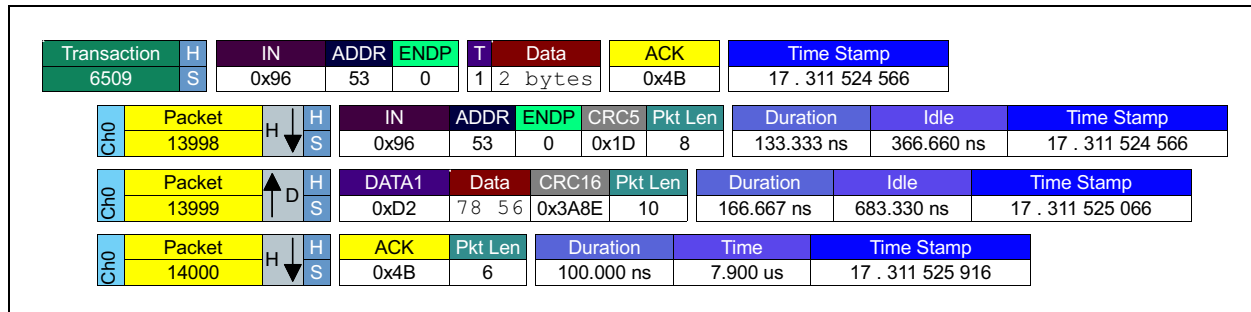 Transaction H IN ADDR ENDP T Data ACK Time Stamp
6509 S 0x96 53 0 1 2 bytes 0x4B 17 . 311 524 566
Ch0 Packet H H IN ADDR ENDP CRC5 Pkt Len Duration Idle Time Stamp
13998 S 0x96 53 0 0x1D 8 133.333 ns 366.660 ns 17 . 311 524 566
Ch0 Packet D H DATA1 Data CRC16 Pkt Len Duration Idle Time Stamp
13999 S 0xD2 78 56 0x3A8E 10 166.667 ns 683.330 ns 17 . 311 525 066
Ch0 Packet H H ACK Pkt Len Duration Time Time Stamp
14000 S 0x4B 6 100.000 ns 7.900 us 17 . 311 525 916